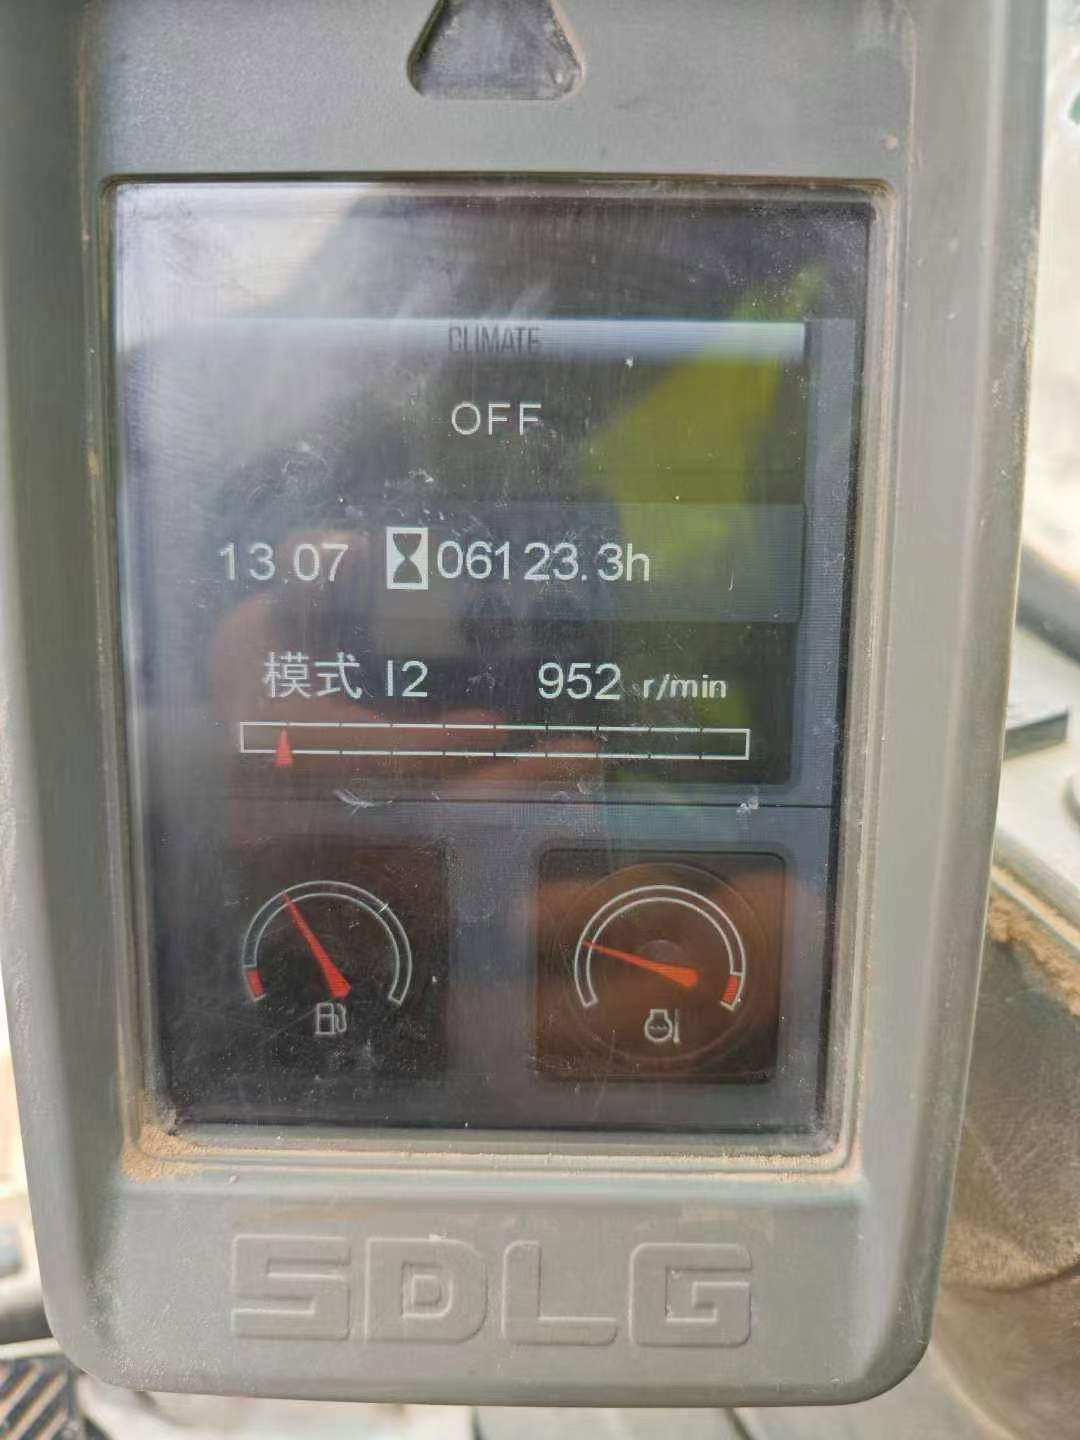 CLIMATE
OFF
13.07 06123.3h
模式 I2 952 r/min
SDLG